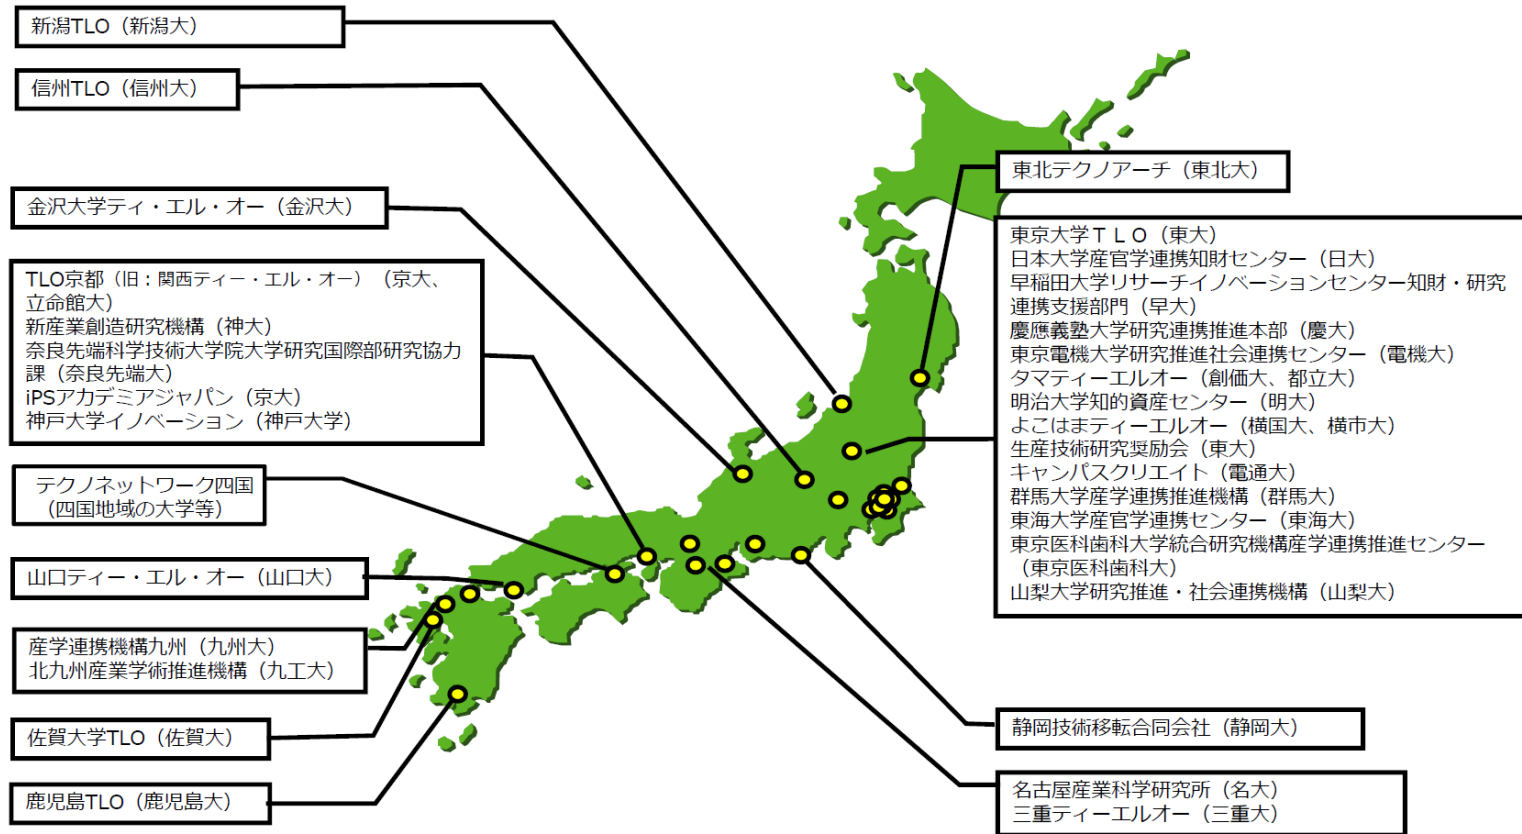 新潟TLO（新潟大）
信州TLO（信州大）
金沢大学ティ・エル・オー（金沢大）
TLO京都（旧：関西ティー・エル・オー）（京大、
立命館大）
新産業創造研究機構（神大）
奈良先端科学技術大学院大学研究国際部研究協力
課（奈良先端大）
iPSアカデミアジャパン（京大）
神戸大学イノベーション（神戸大学）
テクノネットワーク四国
（四国地域の大学等）
山口ティー・エル・オー（山口大）
産学連携機構九州（九州大）
北九州産業学術推進機構（九工大）
佐賀大学TLO（佐賀大）
鹿児島TLO（鹿児島大）
東北テクノアーチ（東北大）
東京大学ＴＬＯ（東大）
日本大学産官学連携知財センター（日大）
早稲田大学リサーチイノベーションセンター知財・研究
連携支援部門（早大）
慶應義塾大学研究連携推進本部（慶大）
東京電機大学研究推進社会連携センター（電機大）
タマティーエルオー（創価大、都立大）
明治大学知的資産センター（明大）
よこはまティーエルオー（横国大、横市大）
生産技術研究奨励会（東大）
キャンパスクリエイト（電通大）
群馬大学産学連携推進機構（群馬大）
東海大学産官学連携センター（東海大）
東京医科歯科大学統合研究機構産学連携推進センター
（東京医科歯科大）
山梨大学研究推進・社会連携機構（山梨大）
静岡技術移転合同会社（静岡大）
名古屋産業科学研究所（名大）
三重ティーエルオー（三重大）